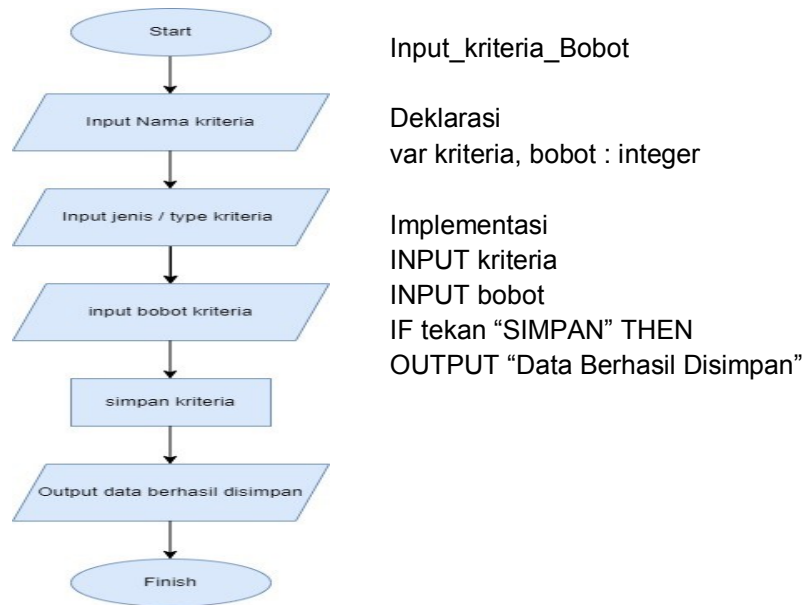 Start
Input Nama kriteria
Input jenis / type kriteria
input bobot kriteria
simpan kriteria
Output data berhasil disimpan
Finish
Input_kriteria_Bobot
Deklarasi
var kriteria, bobot : integer
Implementasi
INPUT kriteria
INPUT bobot
IF tekan “SIMPAN” THEN
OUTPUT “Data Berhasil Disimpan”